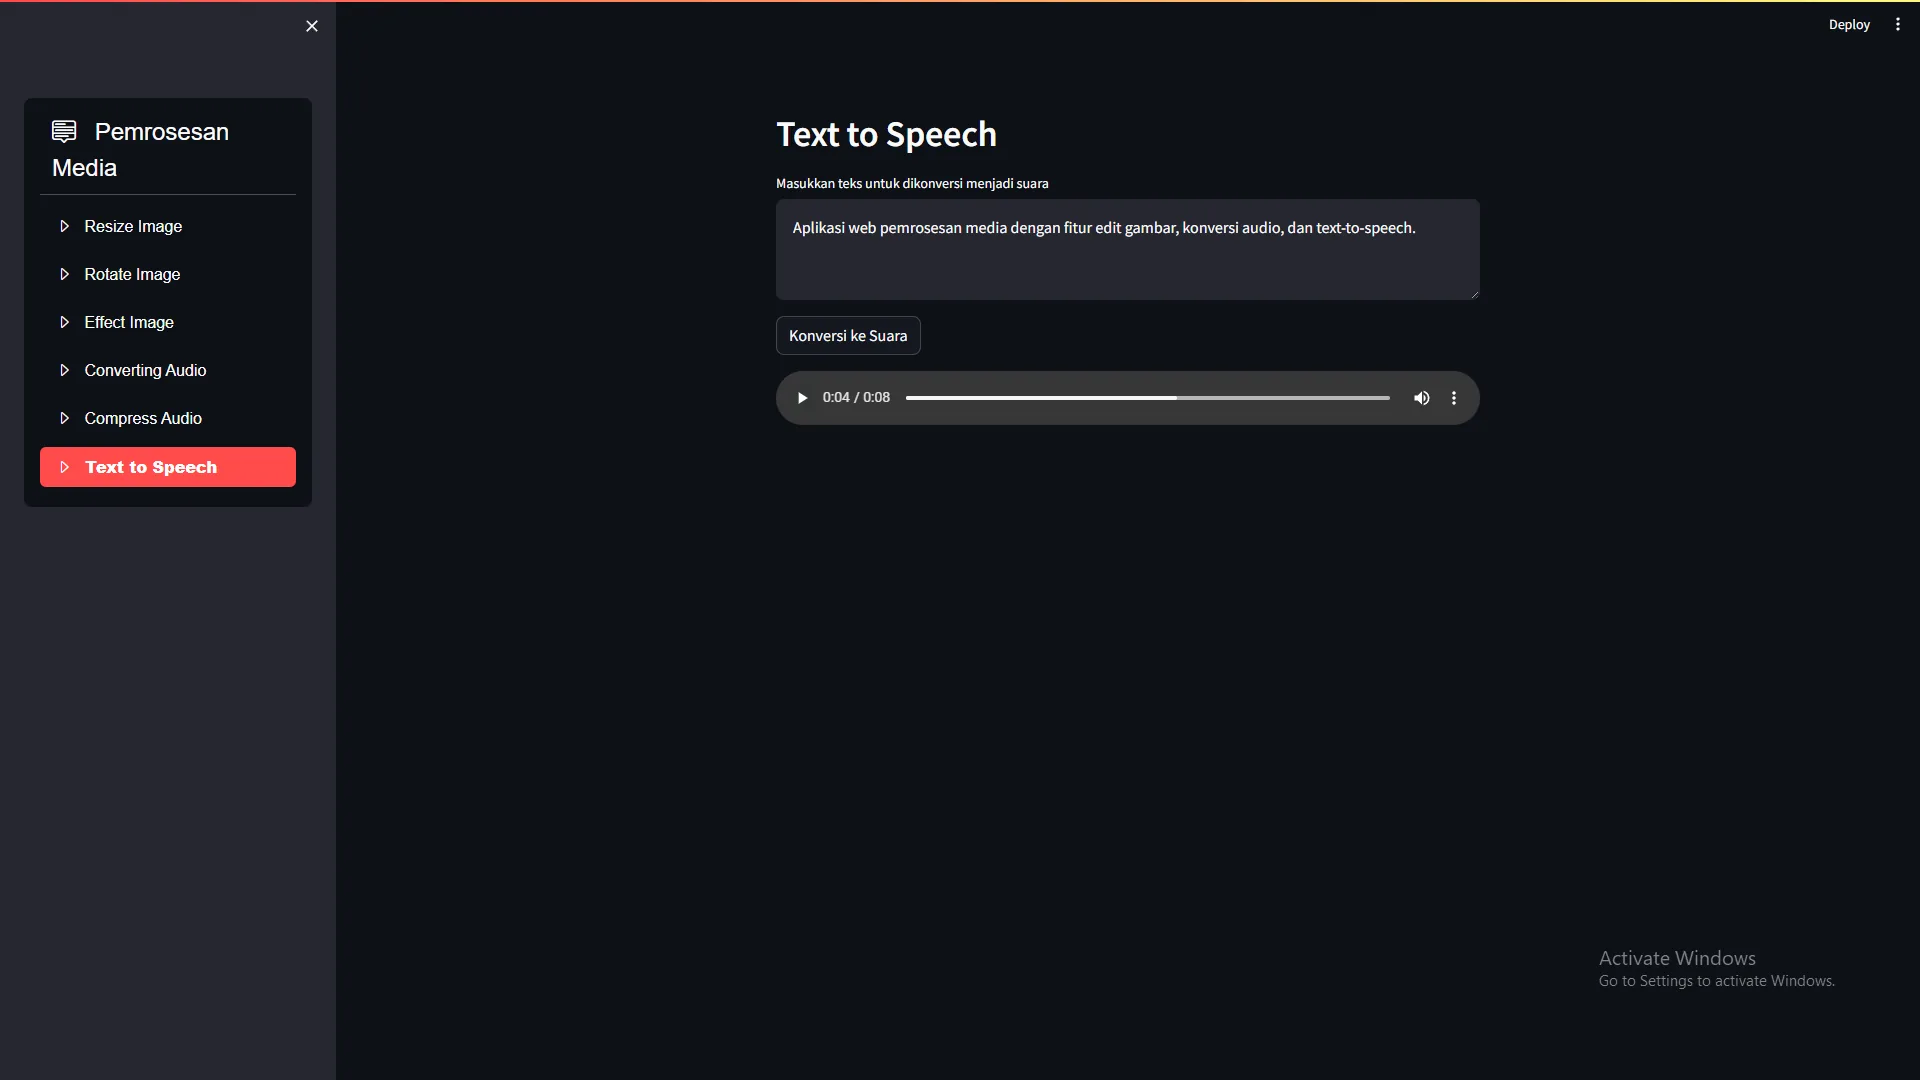 Deploy
Pemrosesan
Media
Resize Image
Rotate Image
Effect Image
Converting Audio
Compress Audio
Text to Speech
Text to Speech
Masukkan teks untuk dikonversi menjadi suara
Aplikasi web pemrosesan media dengan fitur edit gambar, konversi audio, dan text-to-speech.
Konversi ke Suara
0:04 / 0:08
Activate Windows
Go to Settings to activate Windows.